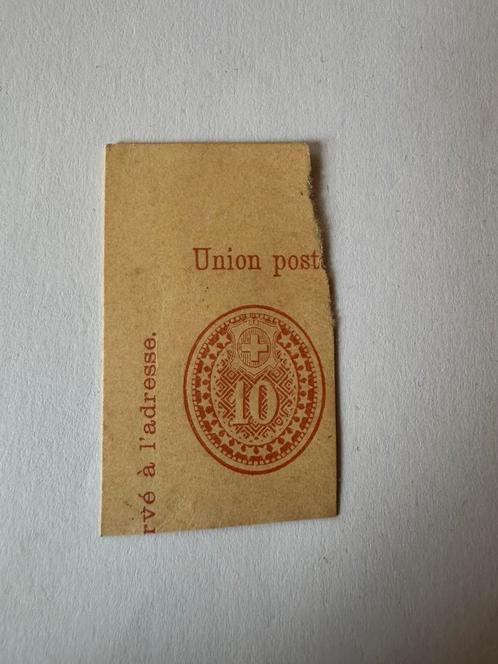 Union posta
10
rvé à l'adresse.